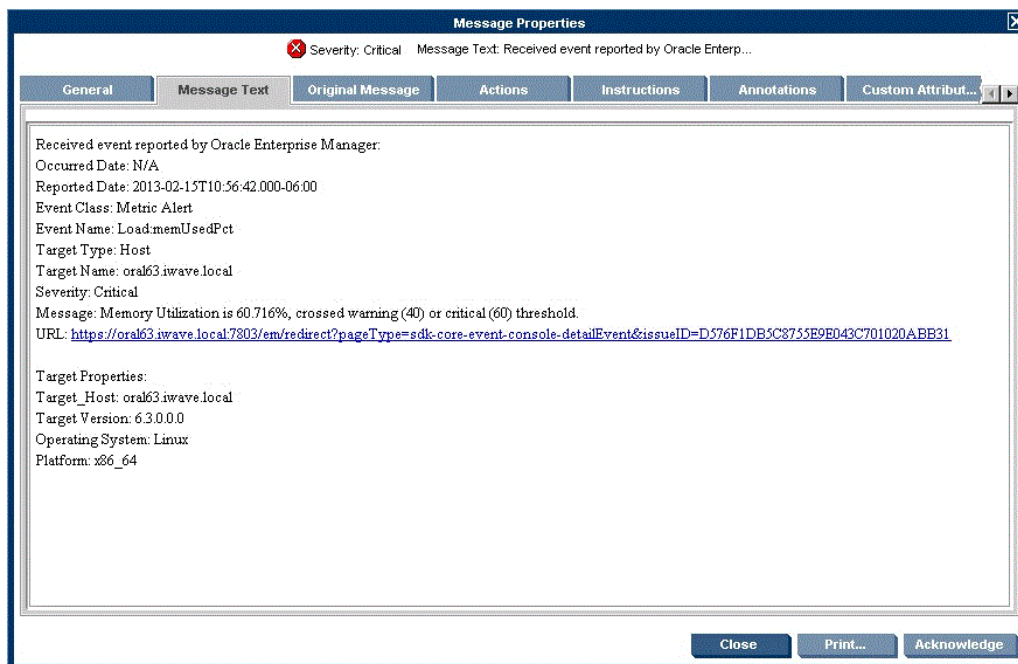 Message Properties
Severity: Critical Message Text: Received event reported by Oracle Enterp...
General Message Text Original Message Actions Instructions Annotations Custom Attribut...
Received event reported by Oracle Enterprise Manager:
Occurred Date: N/A
Reported Date: 2013-02-15T10:56:42.000-06:00
Event Class: Metric Alert
Event Name: Load:memUsedPct
Target Type: Host
Target Name: oral63.iwave.local
Severity: Critical
Message: Memory Utilization is 60.716%, crossed warning (40) or critical (60) threshold.
URL: https://oral63.iwave.local:7803/em/redirect?pageType=sdk-core-event-console-detailEvent&issueID=D576F1DB5C8755E9E043C701020ABB31
Target Properties:
Target_Host: oral63.iwave.local
Target Version: 6.3.0.0.0
Operating System: Linux
Platform: x86_64
Close Print... Acknowledge